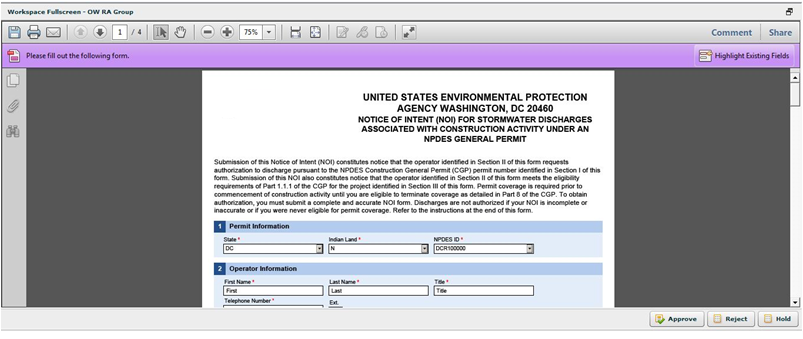 Workspace Fullscreen - OW RA Group
1 / 4 75% Comment Share
Please fill out the following form. Highlight Existing Fields
UNITED STATES ENVIRONMENTAL PROTECTION
AGENCY WASHINGTON, DC 20460
NOTICE OF INTENT (NOI) FOR STORMWATER DISCHARGES
ASSOCIATED WITH CONSTRUCTION ACTIVITY UNDER AN
NPDES GENERAL PERMIT
Submission of this Notice of Intent (NOI) constitutes notice that the operator identified in Section II of this form requests
authorization to discharge pursuant to the NPDES Construction General Permit (CGP) permit number identified in Section I of this
form. Submission of this NOI also constitutes notice that the operator identified in Section II of this form meets the eligibility
requirements of Part 1.1.1 of the CGP for the project identified in Section III of this form. Permit coverage is required prior to
commencement of construction activity until you are eligible to terminate coverage as detailed in Part 8 of the CGP. To obtain
authorization, you must submit a complete and accurate NOI form. Discharges are not authorized if your NOI is incomplete or
inaccurate or if you were never eligible for permit coverage. Refer to the instructions at the end of this form.
1 Permit Information
State * Indian Land * NPDES ID *
DC N DCR100000
2 Operator Information
First Name * Last Name * Title *
First Last Title
Telephone Number * Ext.
Approve Reject Hold